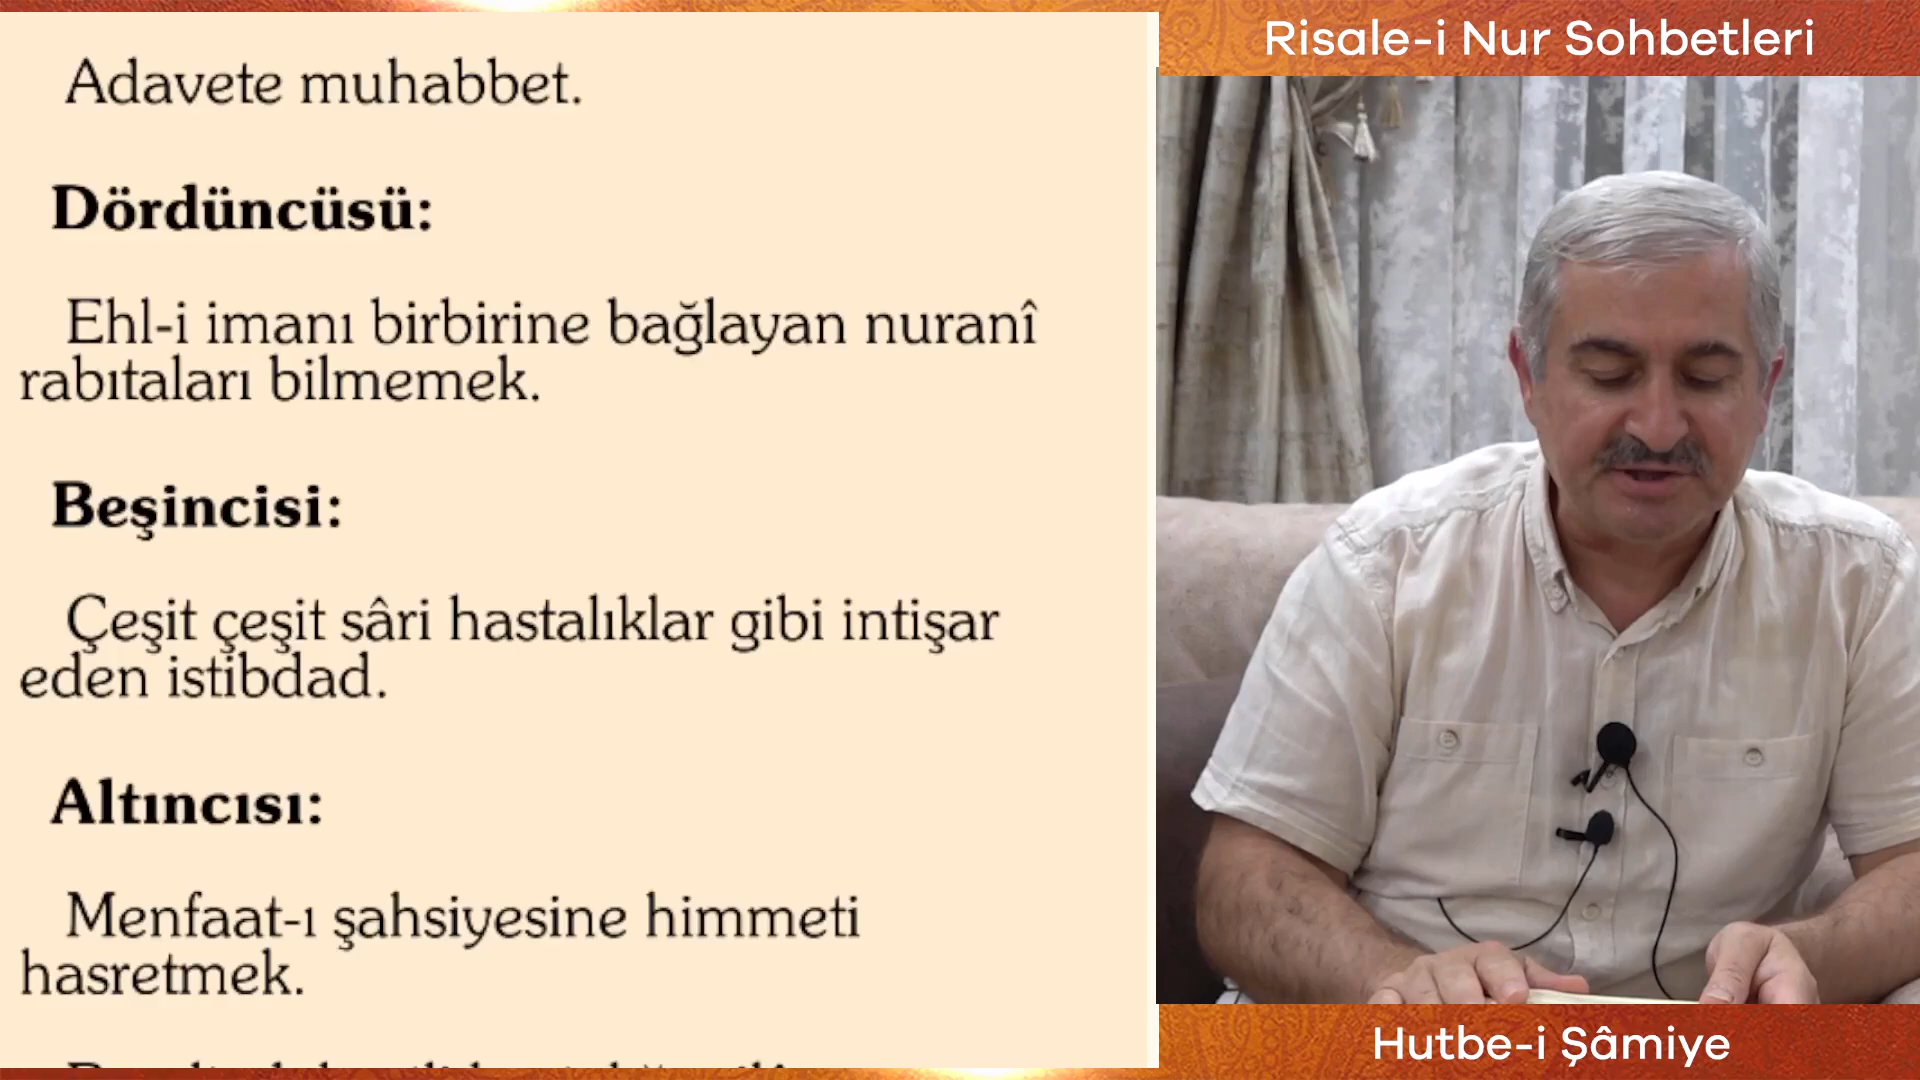 Adavete muhabbet.
Dördüncüsü:
Ehl-i imanı birbirine bağlayan nuranî
rabıtaları bilmemek.
Beşincisi:
Çeşit çeşit sâri hastalıklar gibi intişar
eden istibdad.
Altıncısı:
Menfaat-ı şahsiyesine himmeti
hasretmek.
Risale-i Nur Sohbetleri
Hutbe-i Şâmiye